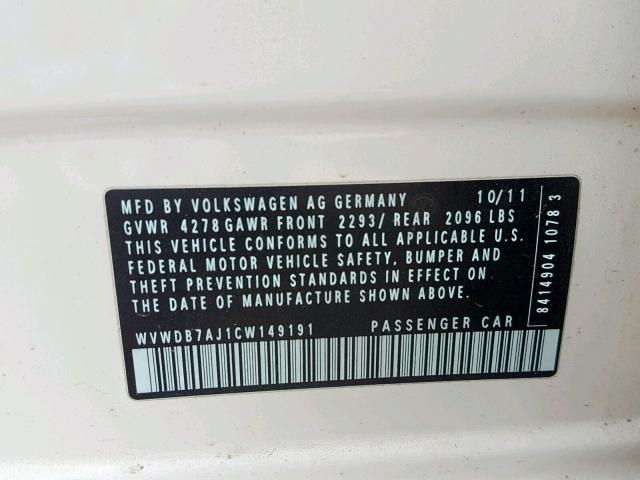 MFD BY VOLKSWAGEN AG GERMANY 10/11
GVWR 4278 GAWR FRONT 2293/ REAR 2096 LBS
THIS VEHICLE CONFORMS TO ALL APPLICABLE U.S.
FEDERAL MOTOR VEHICLE SAFETY, BUMPER AND
THEFT PREVENTION STANDARDS IN EFFECT ON
THE DATE OF MANUFACTURE SHOWN ABOVE.
WVWDB7AJ1CW149191 PASSENGER CAR
8414904 1078 3